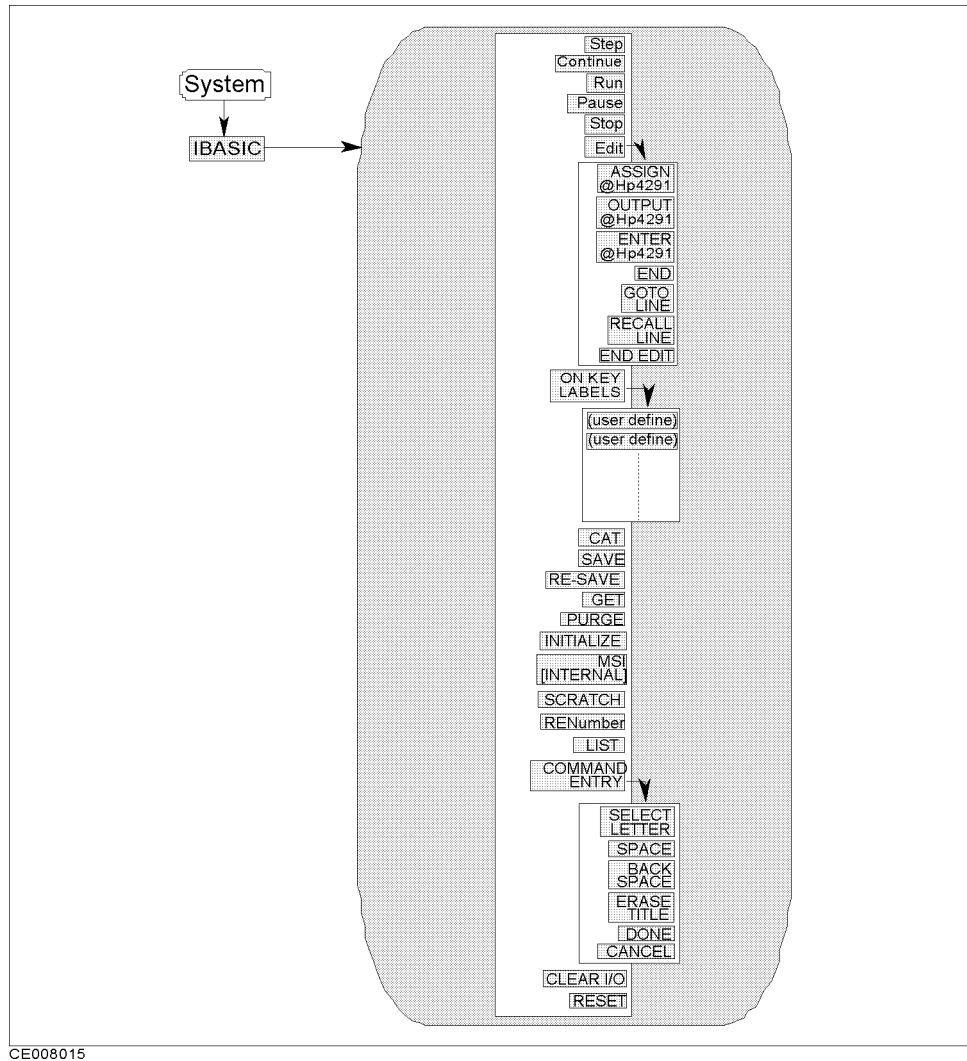 System
IBASIC
Step
Continue
Run
Pause
Stop
Edit
ASSIGN
@Hp4291
OUTPUT
@Hp4291
ENTER
@Hp4291
END
GOTO
LINE
RECALL
LINE
END EDIT
ON KEY
LABELS
(user define)
(user define)
CAT
SAVE
RE-SAVE
GET
PURGE
INITIALIZE
MSI
[INTERNAL]
SCRATCH
RENumber
LIST
COMMAND
ENTRY
SELECT
LETTER
SPACE
BACK
SPACE
ERASE
TITLE
DONE
CANCEL
CLEAR I/O
RESET
CE008015